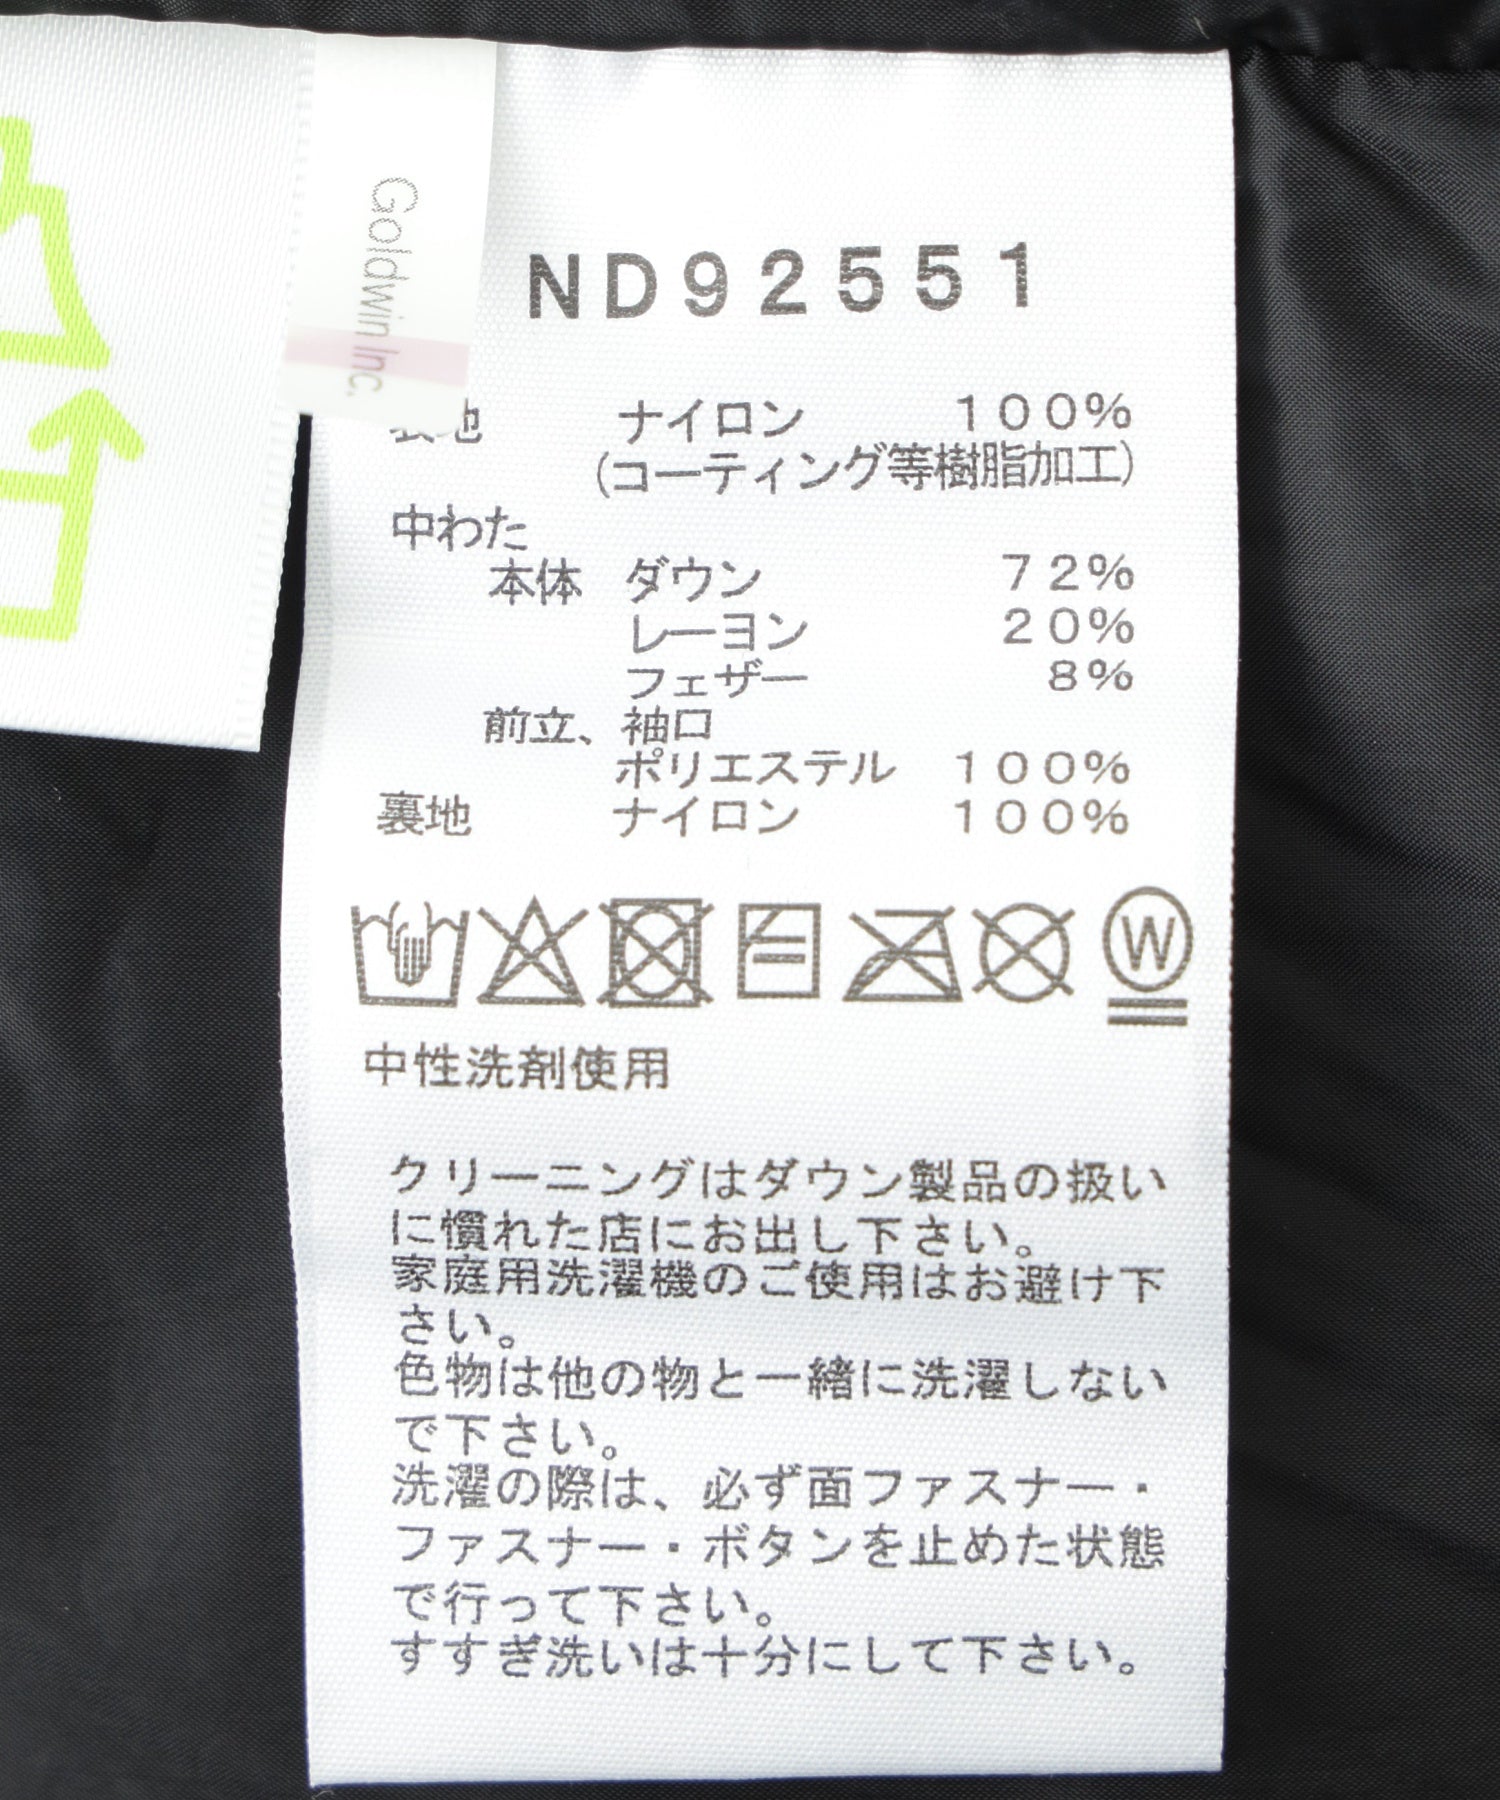 Goldwin Inc.
ND92551
表地 ナイロン 100%
(コーティング等樹脂加工)
中わた
本体 ダウン 72%
レーヨン 20%
フェザー 8%
前立、袖口
ポリエステル 100%
裏地 ナイロン 100%
W
中性洗剤使用
クリーニングはダウン製品の扱い
に慣れた店にお出し下さい。
家庭用洗濯機のご使用はお避け下
さい。
色物は他の物と一緒に洗濯しない
で下さい。
洗濯の際は、必ず面ファスナー・
ファスナー・ボタンを止めた状態
で行って下さい。
すすぎ洗いは十分にして下さい。